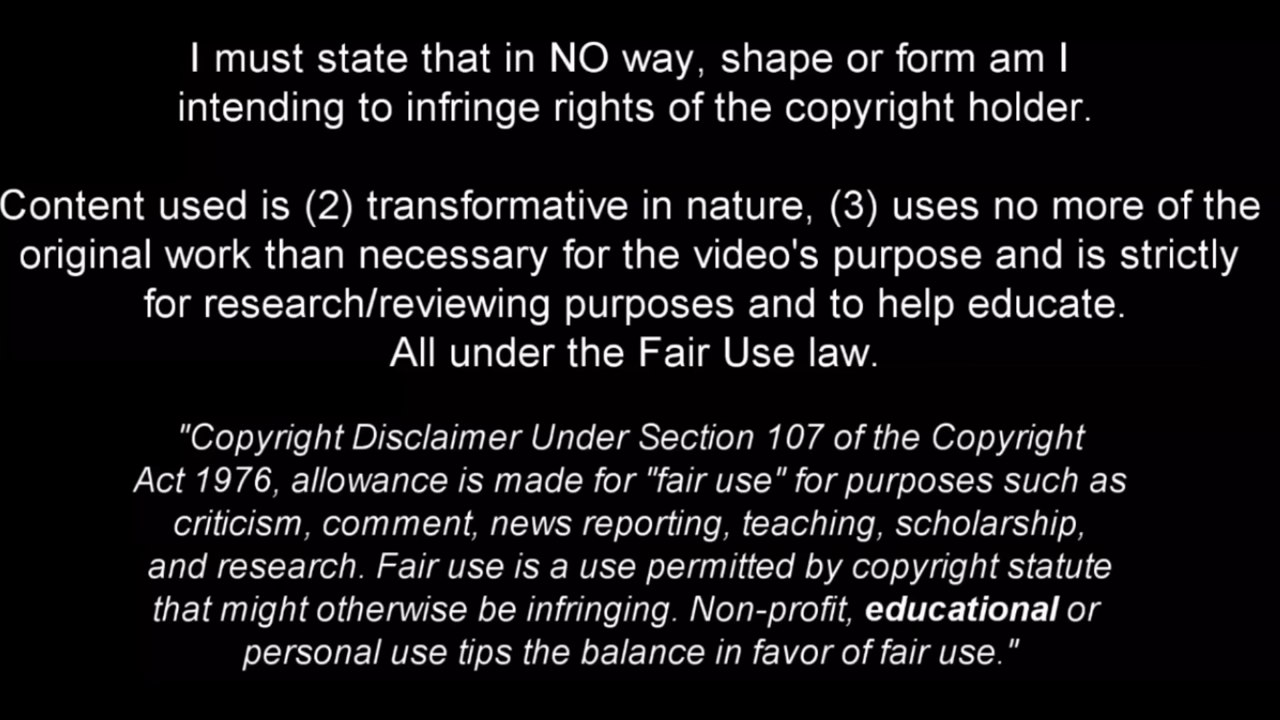 I must state that in NO way, shape or form am I
intending to infringe rights of the copyright holder.
Content used is (2) transformative in nature, (3) uses no more of the
original work than necessary for the video's purpose and is strictly
for research/reviewing purposes and to help educate.
All under the Fair Use law.
"Copyright Disclaimer Under Section 107 of the Copyright
Act 1976, allowance is made for "fair use" for purposes such as
criticism, comment, news reporting, teaching, scholarship,
and research. Fair use is a use permitted by copyright statute
that might otherwise be infringing. Non-profit, educational or
personal use tips the balance in favor of fair use."